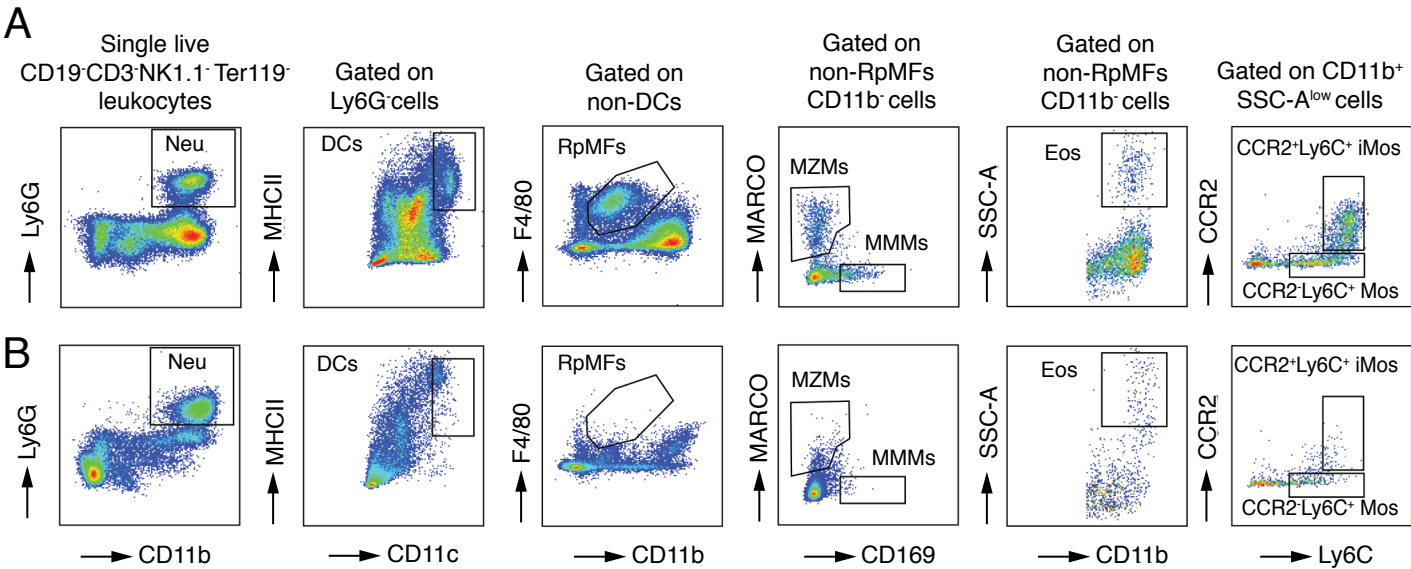 A
Single live
CD19-CD3-NK1.1- Ter119-
leukocytes
Gated on
Ly6G-cells
Gated on
non-DCs
Gated on
non-RpMFs
CD11b- cells
Gated on
non-RpMFs
CD11b- cells
Gated on CD11b+
SSC-Alow cells
Ly6G
Neu
MHCII
DCs
F4/80
RpMFs
MARCO
MZMs
MMMs
SSC-A
Eos
CCR2
CCR2+Ly6C+ iMos
CCR2-Ly6C+ Mos
B
Ly6G
Neu
MHCII
DCs
F4/80
RpMFs
MARCO
MZMs
MMMs
SSC-A
Eos
CCR2
CCR2+Ly6C+ iMos
CCR2-Ly6C+ Mos
CD11b
CD11c
CD11b
CD169
CD11b
Ly6C